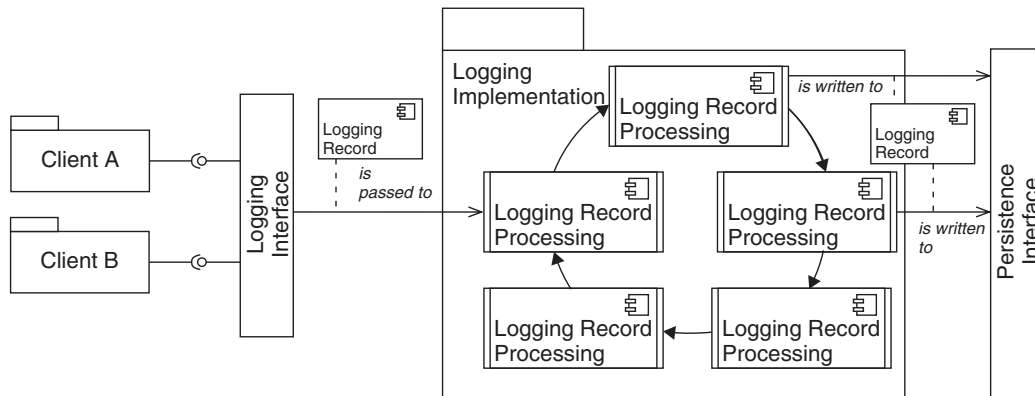 Client A
Client B
Logging
Interface
Logging
Record
is
passed to
Logging
Implementation
Logging Record
Processing
Logging Record
Processing
Logging Record
Processing
Logging Record
Processing
Logging Record
Processing
is written to
Logging
Record
is written
to
Persistence
Interface